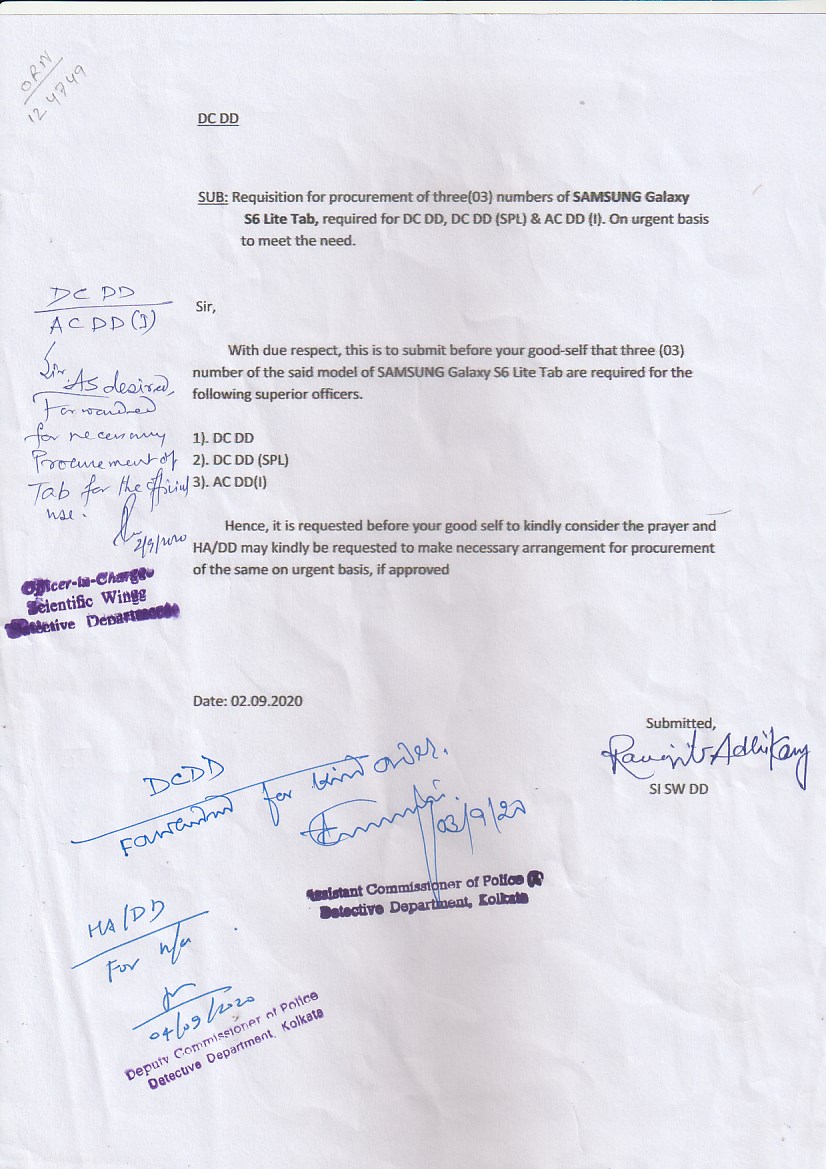 ORN
124749
DC DD
SUB: Requisition for procurement of three(03) numbers of SAMSUNG Galaxy
S6 Lite Tab, required for DC DD, DC DD (SPL) & AC DD (I). On urgent basis
to meet the need.
Sir,
With due respect, this is to submit before your good-self that three (03)
number of the said model of SAMSUNG Galaxy S6 Lite Tab are required for the
following superior officers.
1). DC DD
2). DC DD (SPL)
3). AC DD(I)
Hence, it is requested before your good self to kindly consider the prayer and
HA/DD may kindly be requested to make necessary arrangement for procurement
of the same on urgent basis, if approved
DC DD
AC DD (I)
Sir,
As desired,
Forwarded
for necessary
Procurement of
Tab for the official
use.
2/9/2020
Officer-in-Charge
Scientific Wingg
Detective Department
Date: 02.09.2020
Submitted,
SI SW DD
DCDD
Forwarded for kind order.
03/9/20
Assistant Commissioner of Police (I)
Detective Department, Kolkata
HA/DD
For n/a
04/09/2020
Deputy Commissioner of Police
Detective Department, Kolkata